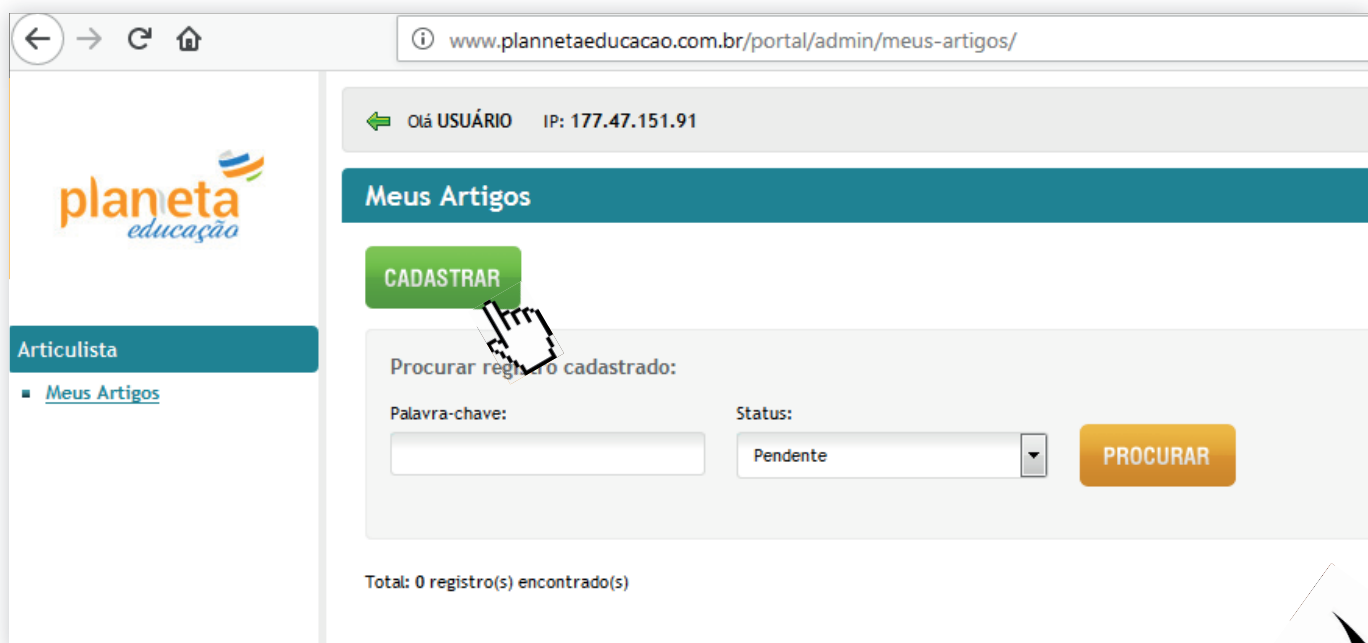 www.plannetaeducacao.com.br/portal/admin/meus-artigos/
Olá USUÁRIO IP: 177.47.151.91
planneta
educação
Meus Artigos
CADASTRAR
Articulista
Meus Artigos
Procurar registro cadastrado:
Palavra-chave:
Status:
Pendente
PROCURAR
Total: 0 registro(s) encontrado(s)